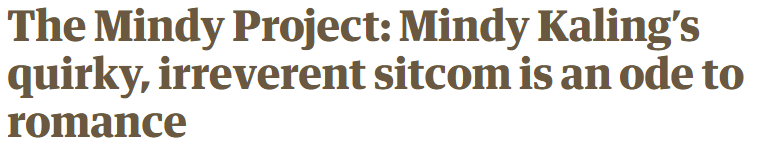 The Mindy Project: Mindy Kaling’s
quirky, irreverent sitcom is an ode to
romance